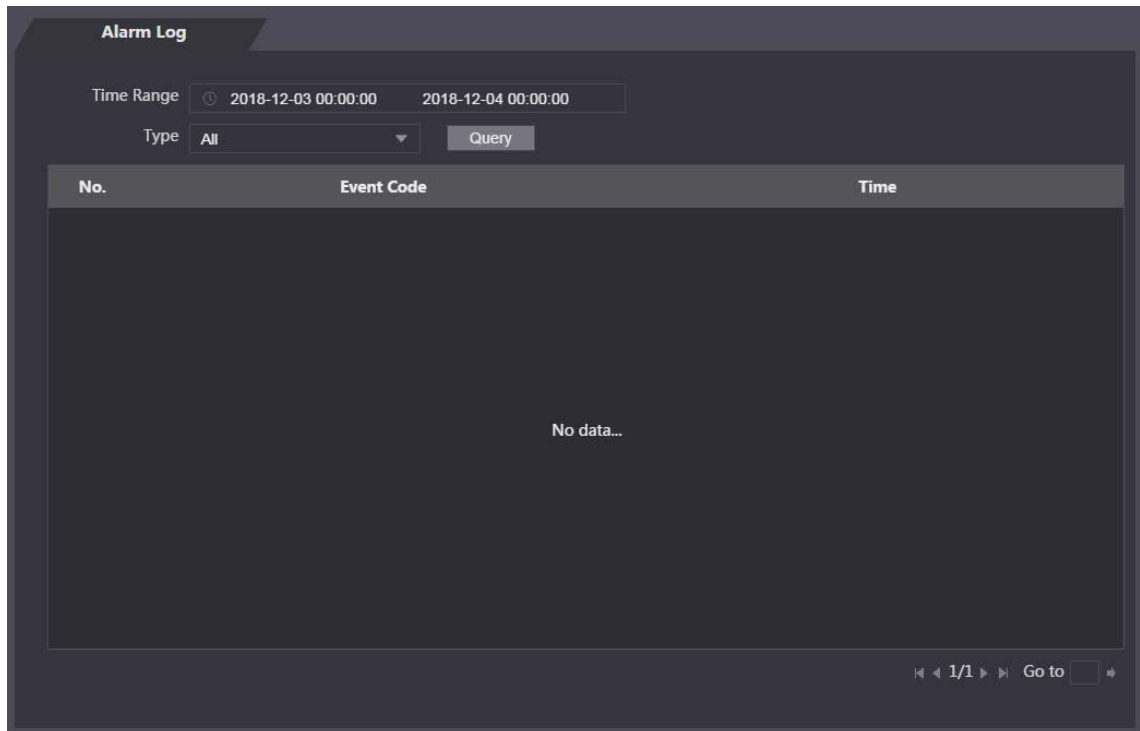 Alarm Log
Time Range 2018-12-03 00:00:00 2018-12-04 00:00:00
Type All Query
No. Event Code Time
No data...
1/1 Go to